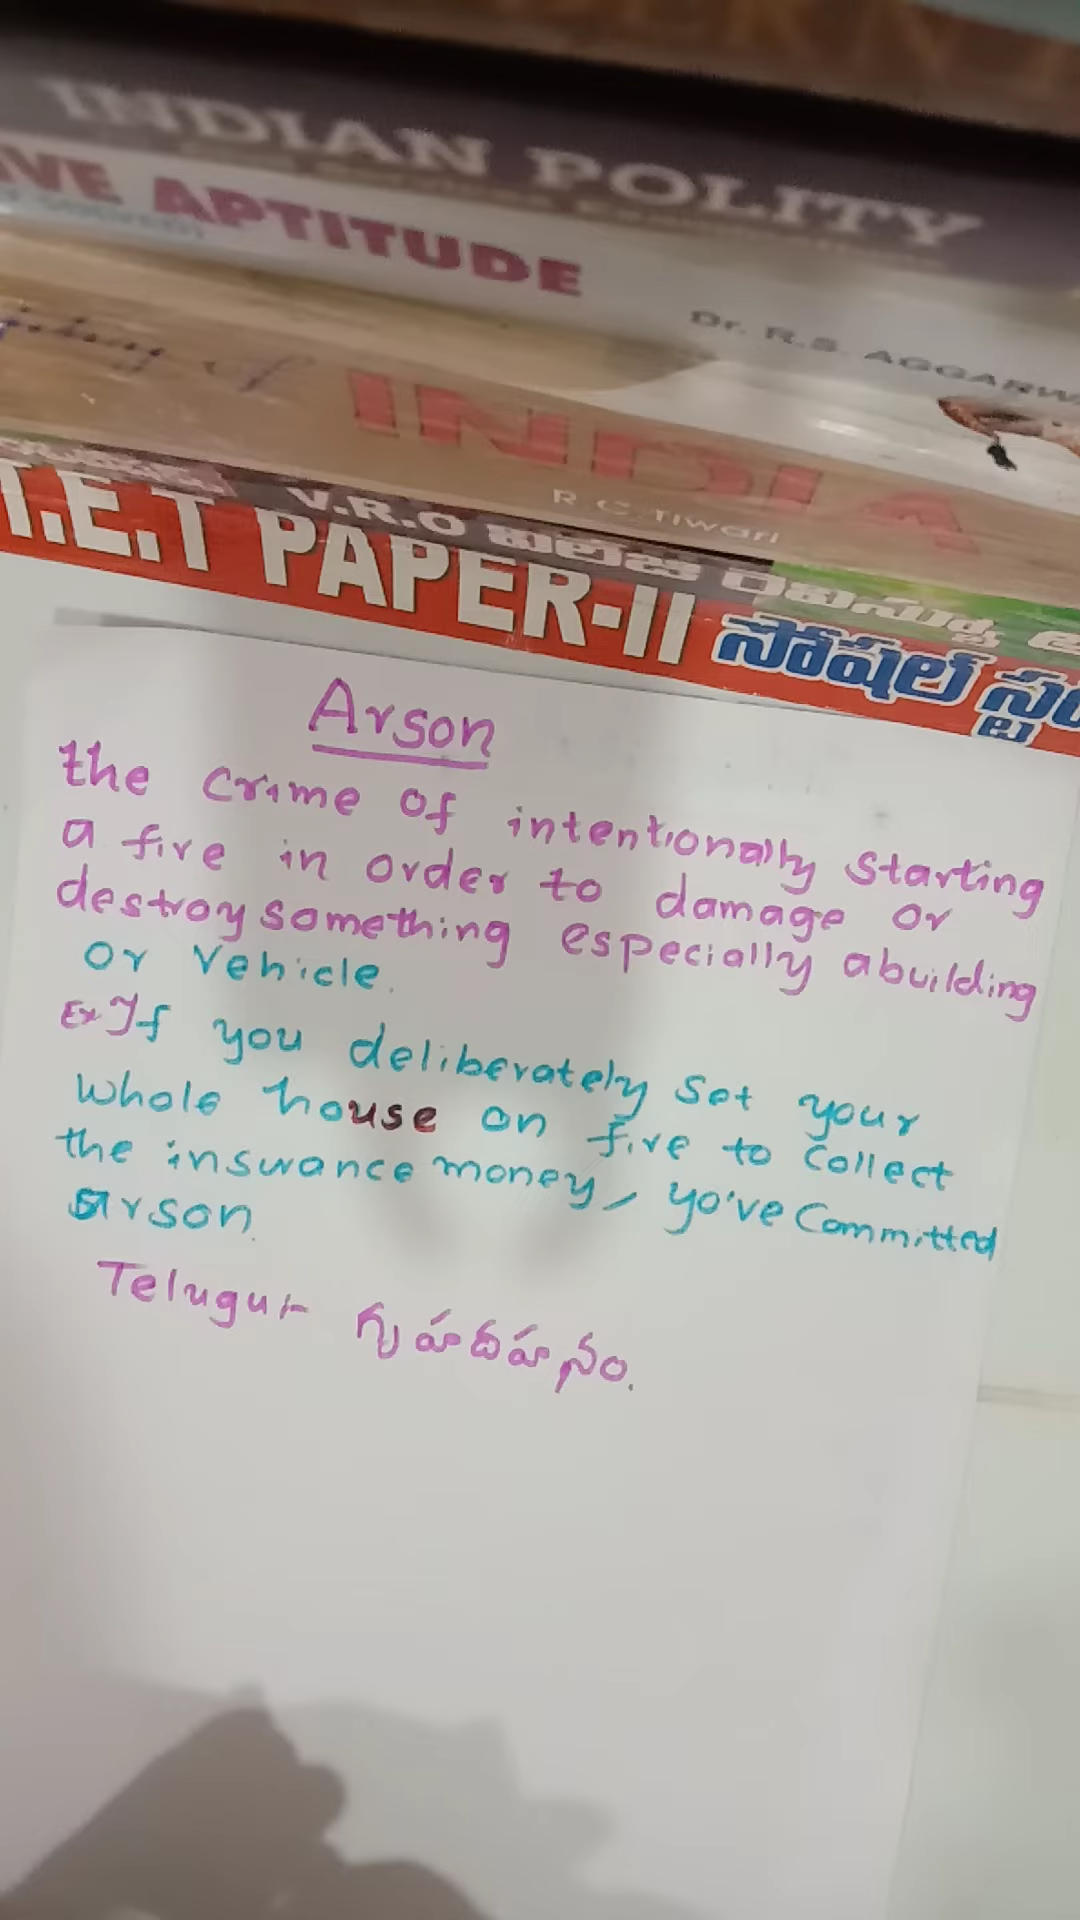 INDIAN POLITY
IVE APTITUDE
Dr. R.S. AGGARW
INDIA
R C Tiwari
V.R.O
T.E.T PAPER-II సోషల్
Arson
the crime of intentionally starting
a fire in order to damage or
destroy something especially a building
or Vehicle.
Ex If you deliberately set your
whole house on fire to collect
the insurance money, yo've Committed
arson.
Telugu:- గృహదహనం.